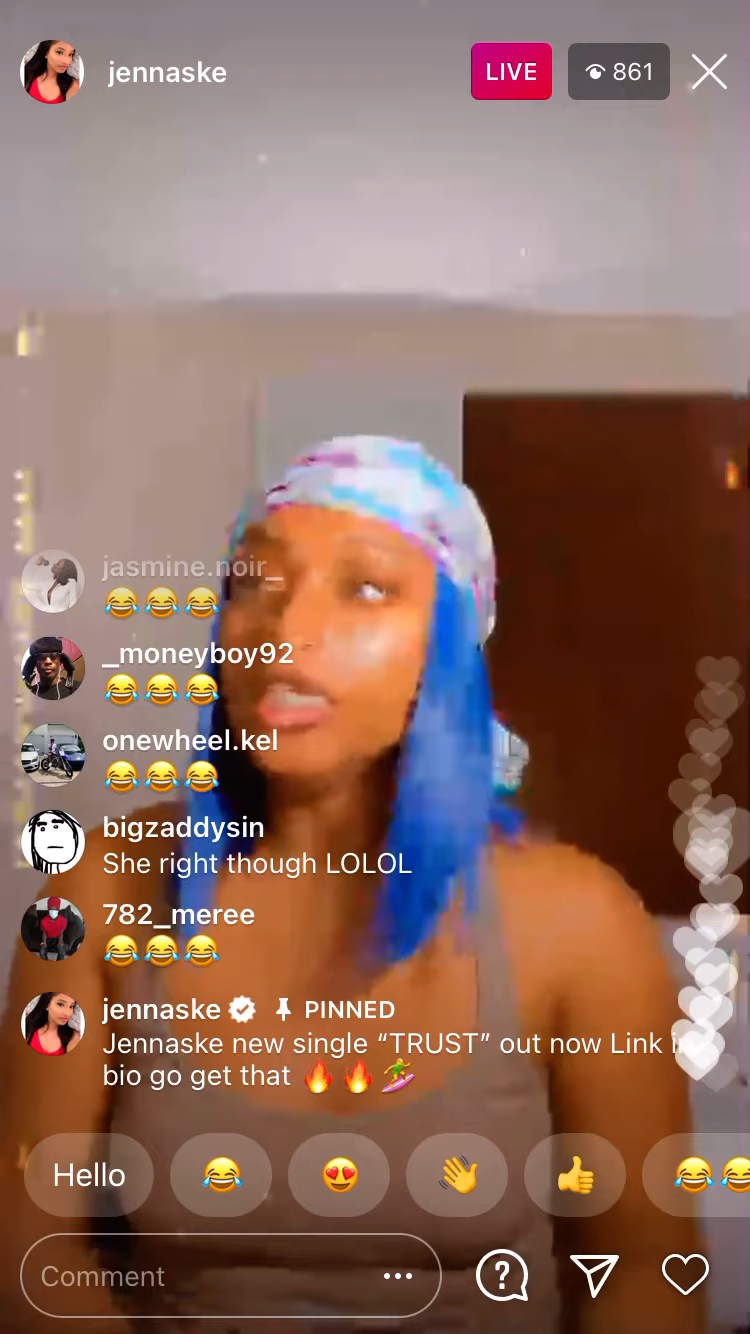 jennaske
LIVE
861
jasmine.noir_
😂😂😂
_moneyboy92
😂😂😂
onewheel.kel
😂😂😂
bigzaddysin
She right though LOLOL
782_meree
😂😂😂
jennaske PINNED
Jennaske new single “TRUST” out now Link in
bio go get that 🔥🔥🏄‍♀️
Hello 😂 😍 👋 👍 😂😂
Comment